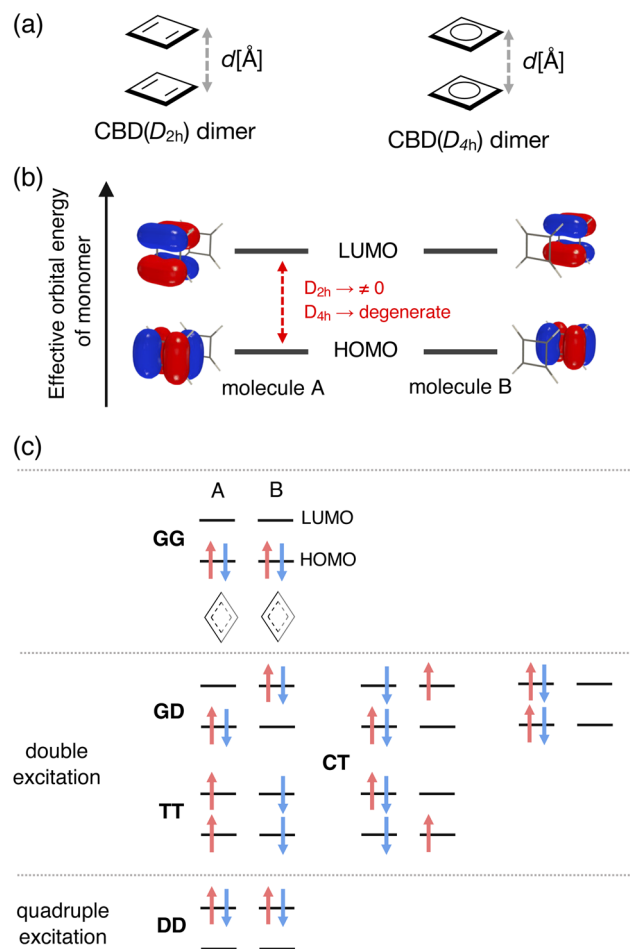 (a)
d[Å]
d[Å]
CBD(D2h) dimer
CBD(D4h) dimer
(b)
Effective orbital energy
of monomer
LUMO
D2h → ≠ 0
D4h → degenerate
HOMO
molecule A
molecule B
(c)
A B
LUMO
GG
HOMO
GD
double
excitation
CT
TT
quadruple
excitation
DD